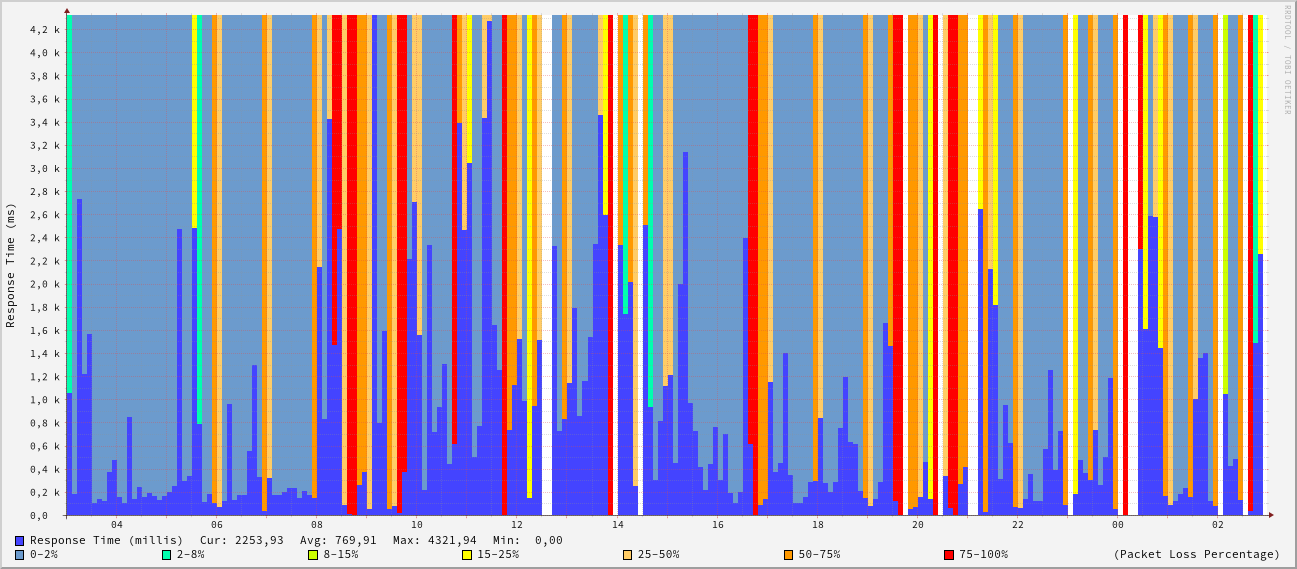 RRDTOOL / TOBI OETIKER
Response Time (ms)
4,2 k
4,0 k
3,8 k
3,6 k
3,4 k
3,2 k
3,0 k
2,8 k
2,6 k
2,4 k
2,2 k
2,0 k
1,8 k
1,6 k
1,4 k
1,2 k
1,0 k
0,8 k
0,6 k
0,4 k
0,2 k
0,0
04 06 08 10 12 14 16 18 20 22 00 02
Response Time (millis) Cur: 2253,93 Avg: 769,91 Max: 4321,94 Min: 0,00
0-2% 2-8% 8-15% 15-25% 25-50% 50-75% 75-100% (Packet Loss Percentage)